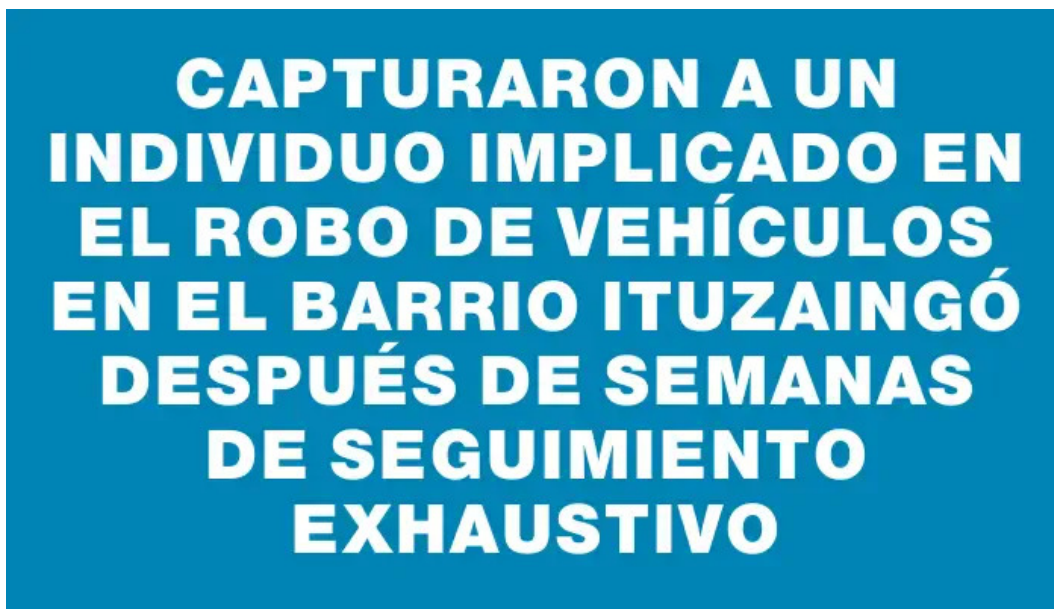 CAPTURARON A UN
INDIVIDUO IMPLICADO EN
EL ROBO DE VEHÍCULOS
EN EL BARRIO ITUZAINGÓ
DESPUÉS DE SEMANAS
DE SEGUIMIENTO
EXHAUSTIVO